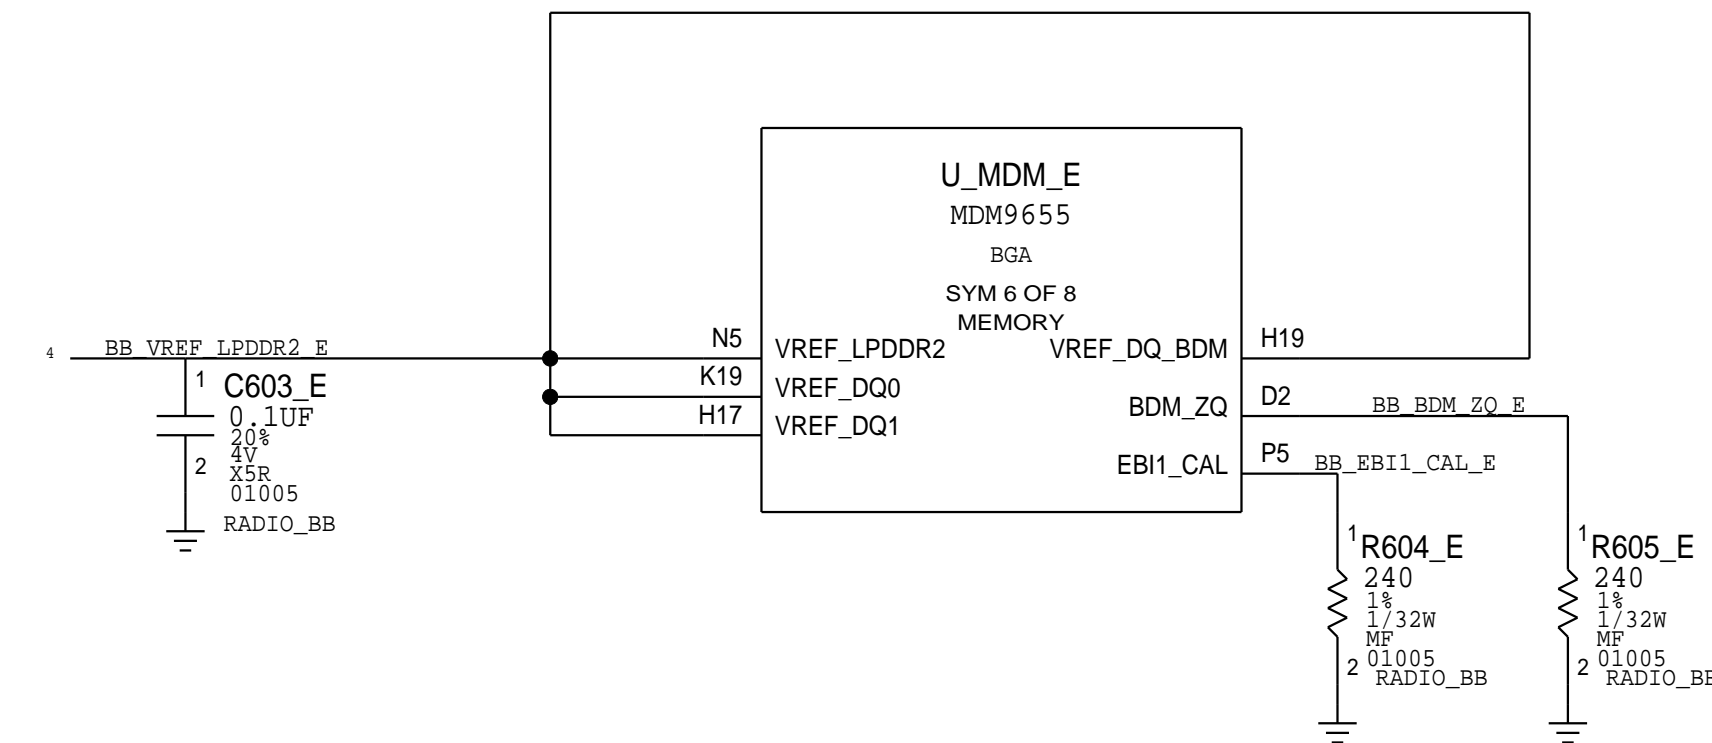 U_MDM_E
MDM9655
BGA
SYM 6 OF 8
MEMORY
4 BB_VREF_LPDDR2_E
N5 VREF_LPDDR2
K19 VREF_DQ0
H17 VREF_DQ1
VREF_DQ_BDM H19
BDM_ZQ D2 BB_BDM_ZQ_E
EBI1_CAL P5 BB_EBI1_CAL_E
1 C603_E
0.1UF
20%
4V
2 X5R
01005
RADIO_BB
1 R604_E
240
1%
1/32W
MF
2 01005
RADIO_BB
1 R605_E
240
1%
1/32W
MF
2 01005
RADIO_BB